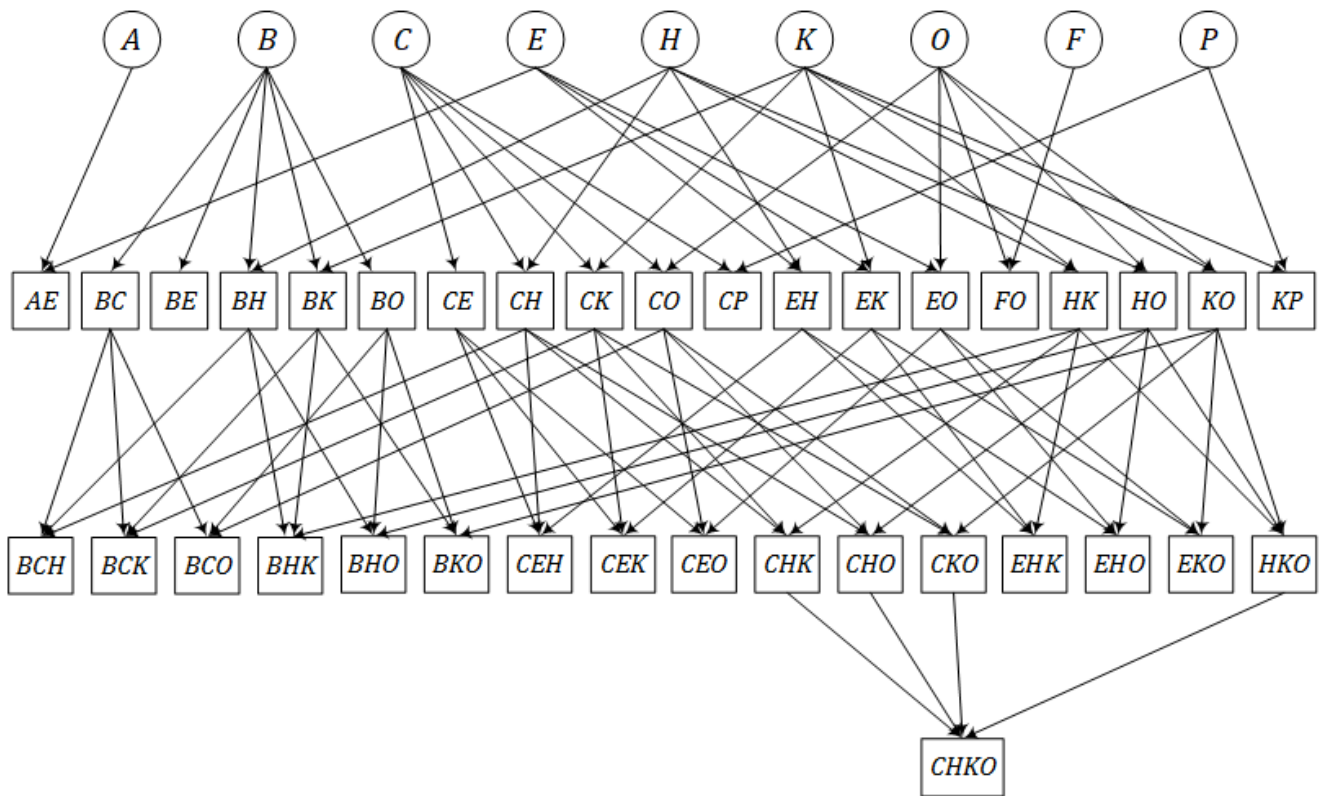 A B C E H K O F P
AE BC BE BH BK BO CE CH CK CO CP EH EK EO FO HK HO KO KP
BCH BCK BCO BHK BHO BKO CEH CEK CEO CHK CHO CKO EHK EHO EKO HKO
CHKO